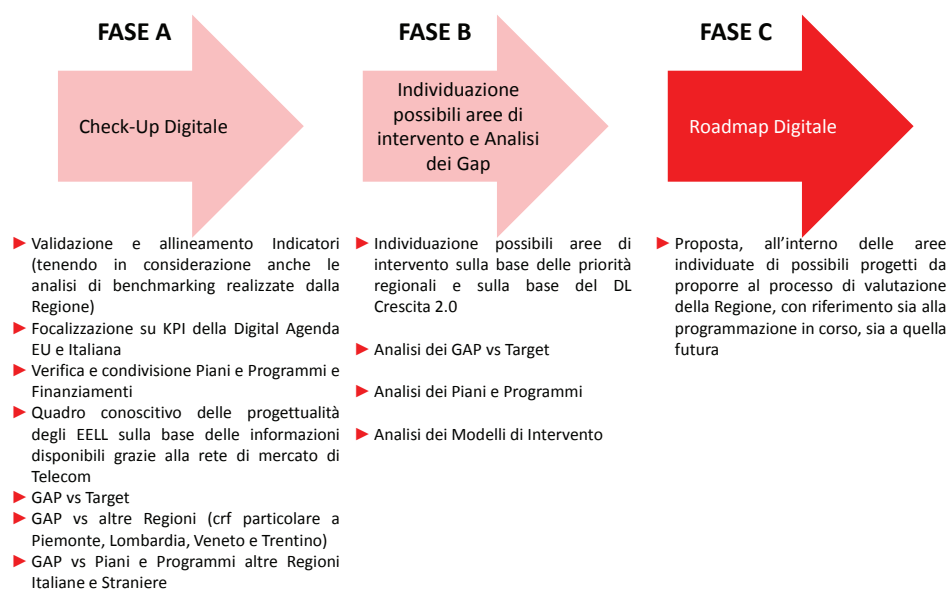 FASE A
Check-Up Digitale
► Validazione e allineamento Indicatori
(tenendo in considerazione anche le
analisi di benchmarking realizzate dalla
Regione)
► Focalizzazione su KPI della Digital Agenda
EU e Italiana
► Verifica e condivisione Piani e Programmi e
Finanziamenti
► Quadro conoscitivo delle progettualità
degli EELL sulla base delle informazioni
disponibili grazie alla rete di mercato di
Telecom
► GAP vs Target
► GAP vs altre Regioni (crf particolare a
Piemonte, Lombardia, Veneto e Trentino)
► GAP vs Piani e Programmi altre Regioni
Italiane e Straniere
FASE B
Individuazione
possibili aree di
intervento e Analisi
dei Gap
► Individuazione possibili aree di
intervento sulla base delle priorità
regionali e sulla base del DL
Crescita 2.0
► Analisi dei GAP vs Target
► Analisi dei Piani e Programmi
► Analisi dei Modelli di Intervento
FASE C
Roadmap Digitale
► Proposta, all’interno delle aree
individuate di possibili progetti da
proporre al processo di valutazione
della Regione, con riferimento sia alla
programmazione in corso, sia a quella
futura